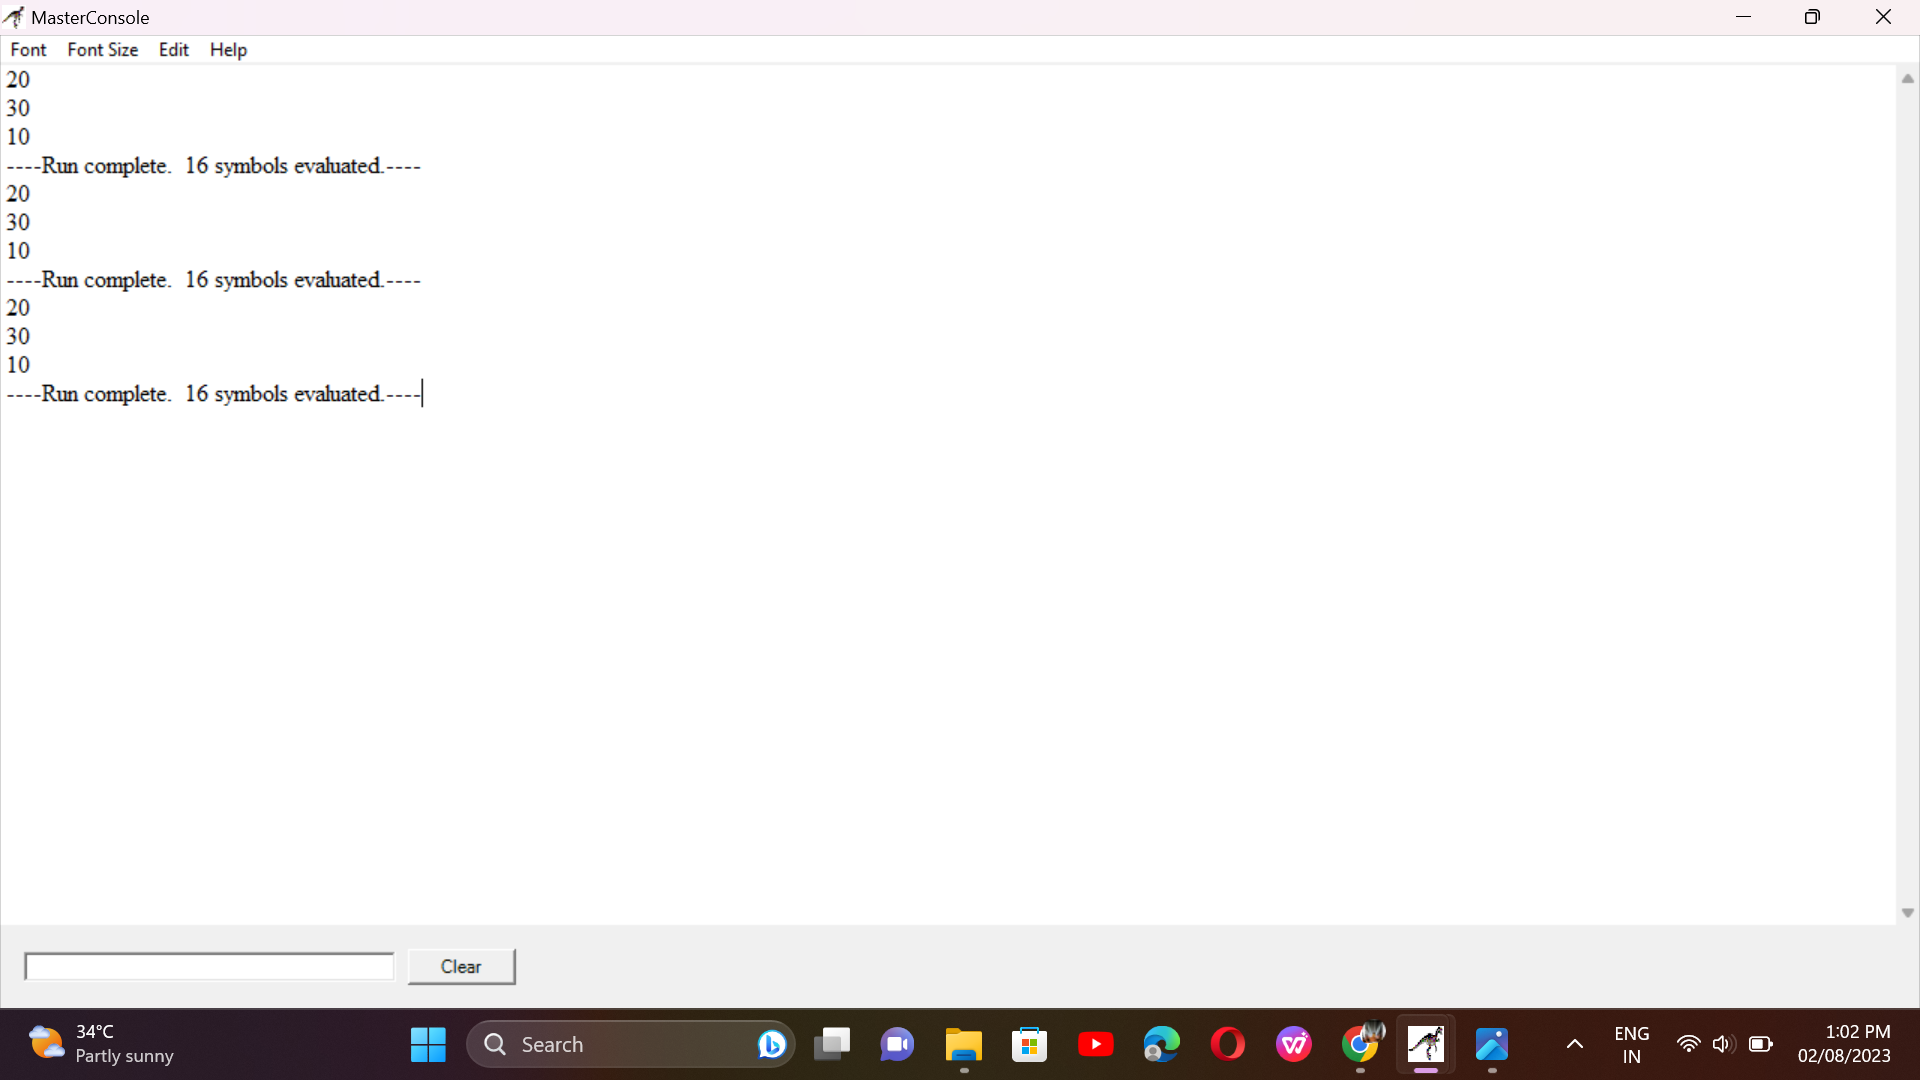 MasterConsole
Font Font Size Edit Help
20
30
10
----Run complete.  16 symbols evaluated.----
20
30
10
----Run complete.  16 symbols evaluated.----
20
30
10
----Run complete.  16 symbols evaluated.----
Clear
34°C
Partly sunny
Search
ENG
IN
1:02 PM
02/08/2023